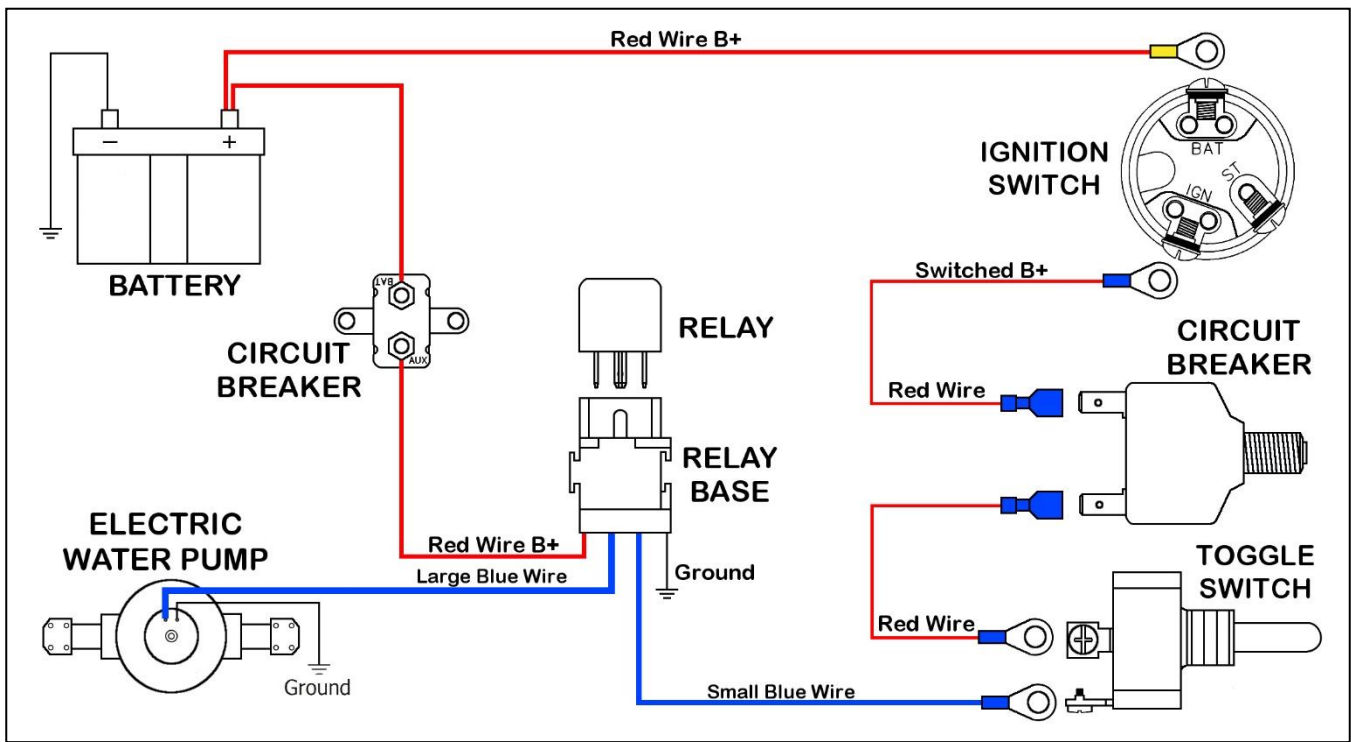 Red Wire B+
IGNITION
SWITCH
BAT
ST
IGN
− +
BATTERY
Switched B+
BAT
CIRCUIT
BREAKER
AUX
RELAY
CIRCUIT
BREAKER
Red Wire
RELAY
BASE
ELECTRIC
WATER PUMP
Red Wire B+
Large Blue Wire
Ground
TOGGLE
SWITCH
Red Wire
Ground
Small Blue Wire